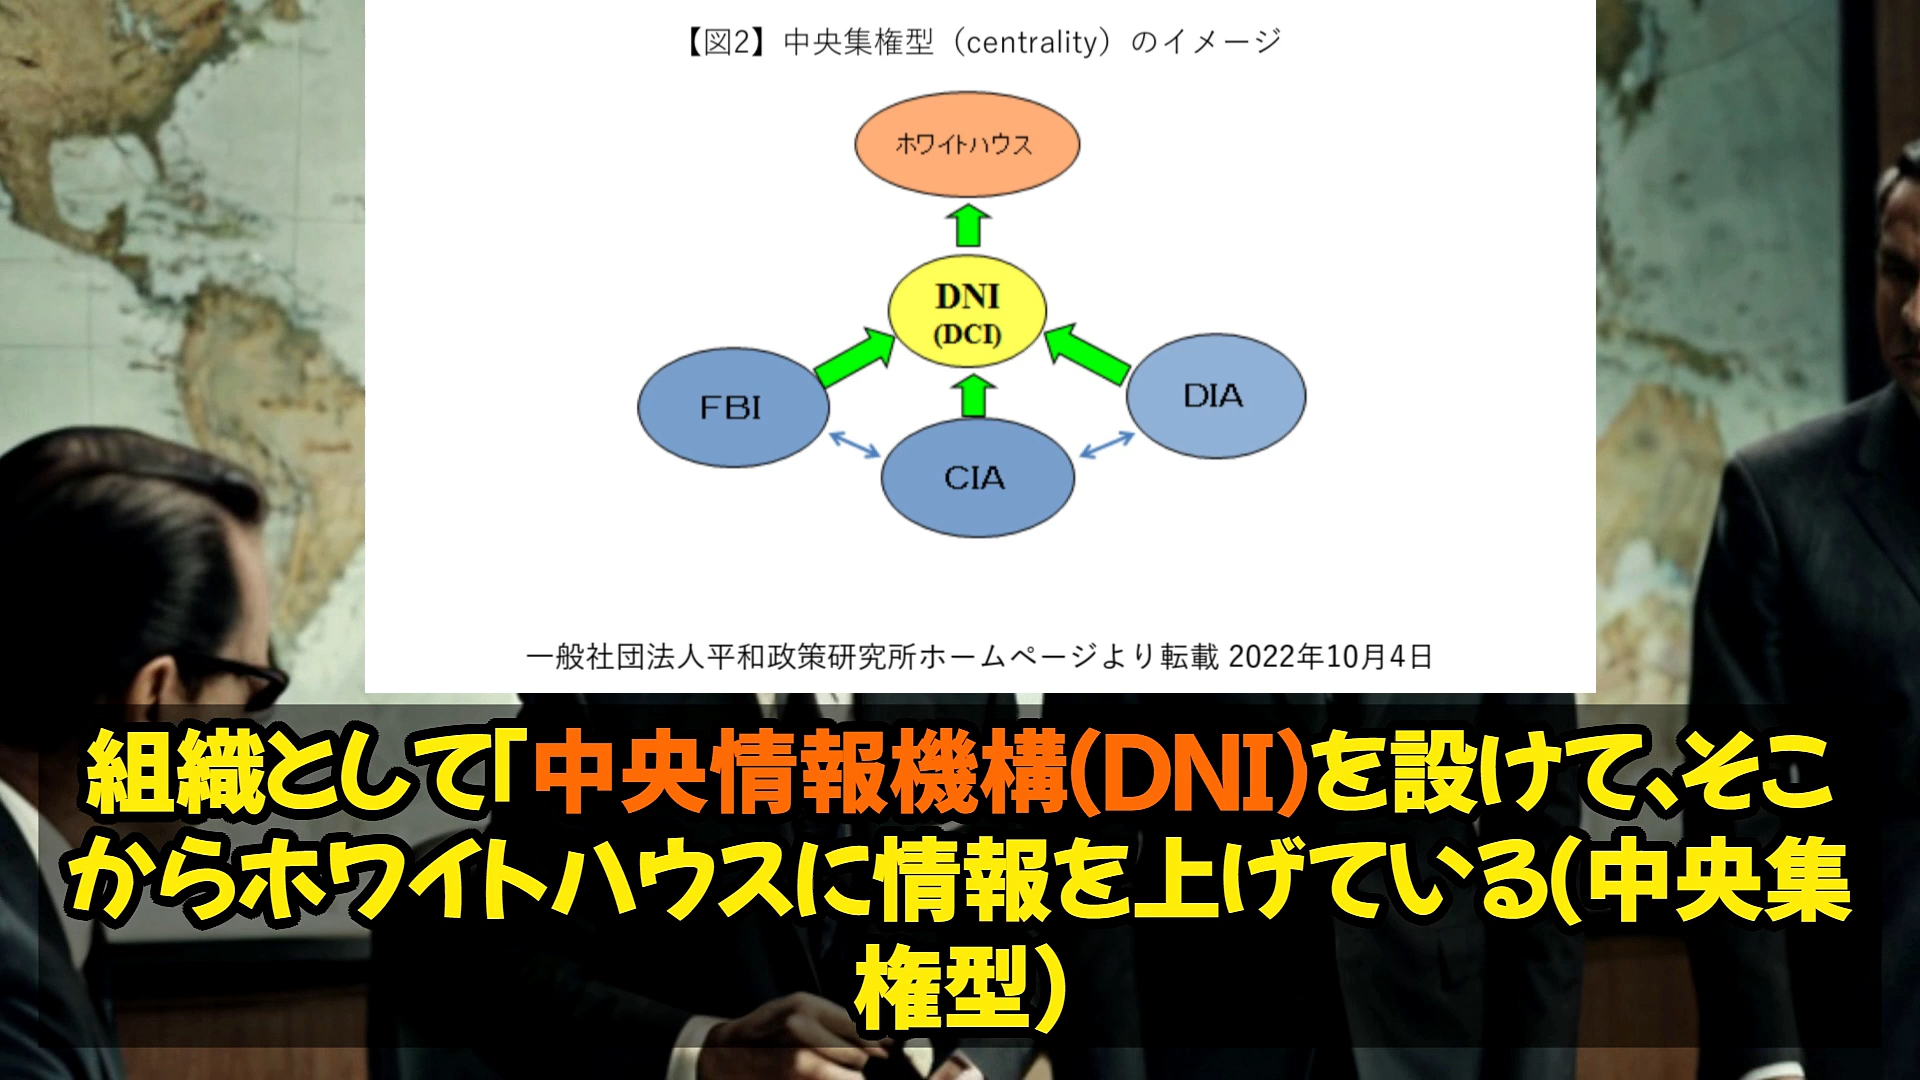 【図2】中央集権型（centrality）のイメージ
ホワイトハウス
DNI
(DCI)
FBI
CIA
DIA
一般社団法人平和政策研究所ホームページより転載 2022年10月4日
組織として「中央情報機構(DNI)を設けて、そこ
からホワイトハウスに情報を上げている(中央集
権型)